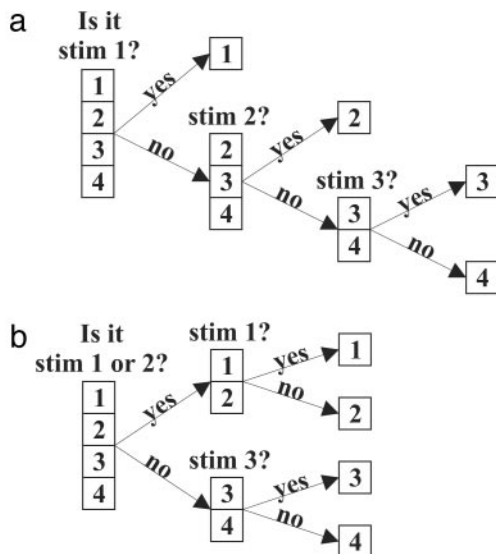 a
Is it
stim 1?
1
2
3
4
yes
1
no
stim 2?
2
3
4
yes
2
no
stim 3?
3
4
yes
3
no
4
b
Is it
stim 1 or 2?
1
2
3
4
yes
stim 1?
1
2
yes
1
no
2
no
stim 3?
3
4
yes
3
no
4